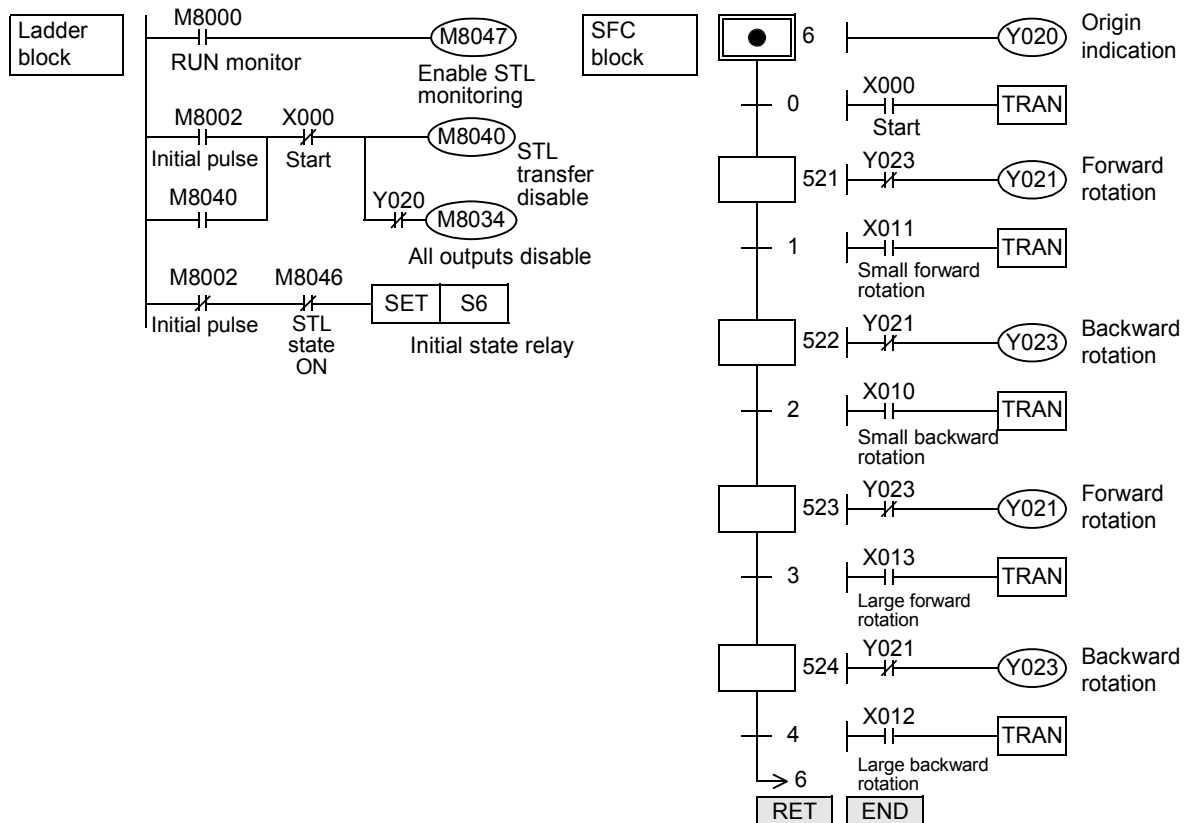 Ladder
block
M8000
RUN monitor
M8047
Enable STL
monitoring
M8002
Initial pulse
X000
Start
M8040
STL
transfer
disable
M8040
Y020
M8034
All outputs disable
M8002
Initial pulse
M8046
STL
state
ON
SET S6
Initial state relay
SFC
block
6
Y020
Origin
indication
0
X000
Start
TRAN
521
Y023
Y021
Forward
rotation
1
X011
Small forward
rotation
TRAN
522
Y021
Y023
Backward
rotation
2
X010
Small backward
rotation
TRAN
523
Y023
Y021
Forward
rotation
3
X013
Large forward
rotation
TRAN
524
Y021
Y023
Backward
rotation
4
X012
Large backward
rotation
TRAN
6
RET END